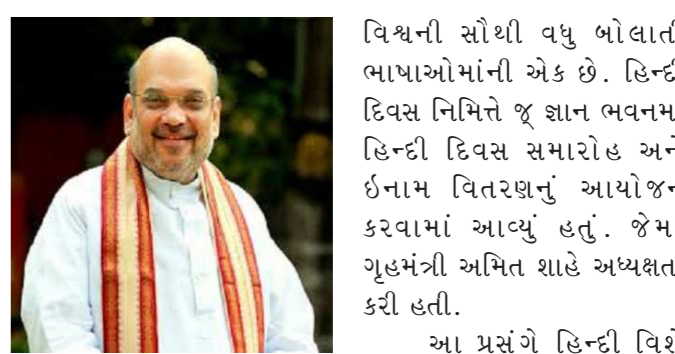 વિશ્વની સૌથી વધુ બોલાતી
ભાષાઓમાંની એક છે. હિન્દી
દિવસ નિમિત્તે જ્ જ્ઞાન ભવનમ
હિન્દી દિવસ સમારોહ અને
ઇનામ વિતરણનું આયોજન
કરવામાં આવ્યું હતું. જેમ
ગૃહમંત્રી અમિત શાહે અધ્યક્ષત
કરી હતી.
આ પ્રસંગે હિન્દી વિશે